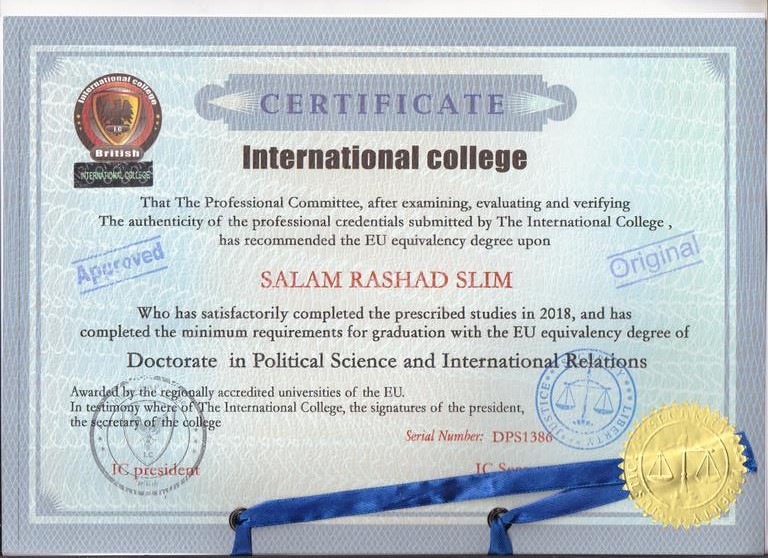 International college
I.C
British
INTERNATIONAL COLLEGE
CERTIFICATE
International college
That The Professional Committee, after examining, evaluating and verifying
The authenticity of the professional credentials submitted by The International College ,
has recommended the EU equivalency degree upon
Approved
Original
SALAM RASHAD SLIM
Who has satisfactorily completed the prescribed studies in 2018, and has
completed the minimum requirements for graduation with the EU equivalency degree of
Doctorate in Political Science and International Relations
Awarded by the regionally accredited universities of the EU.
In testimony where of The International College, the signatures of the president,
the secretary of the college
JUSTICE LIBERTY
Serial Number: DPS1386
I.C
IC president
IC